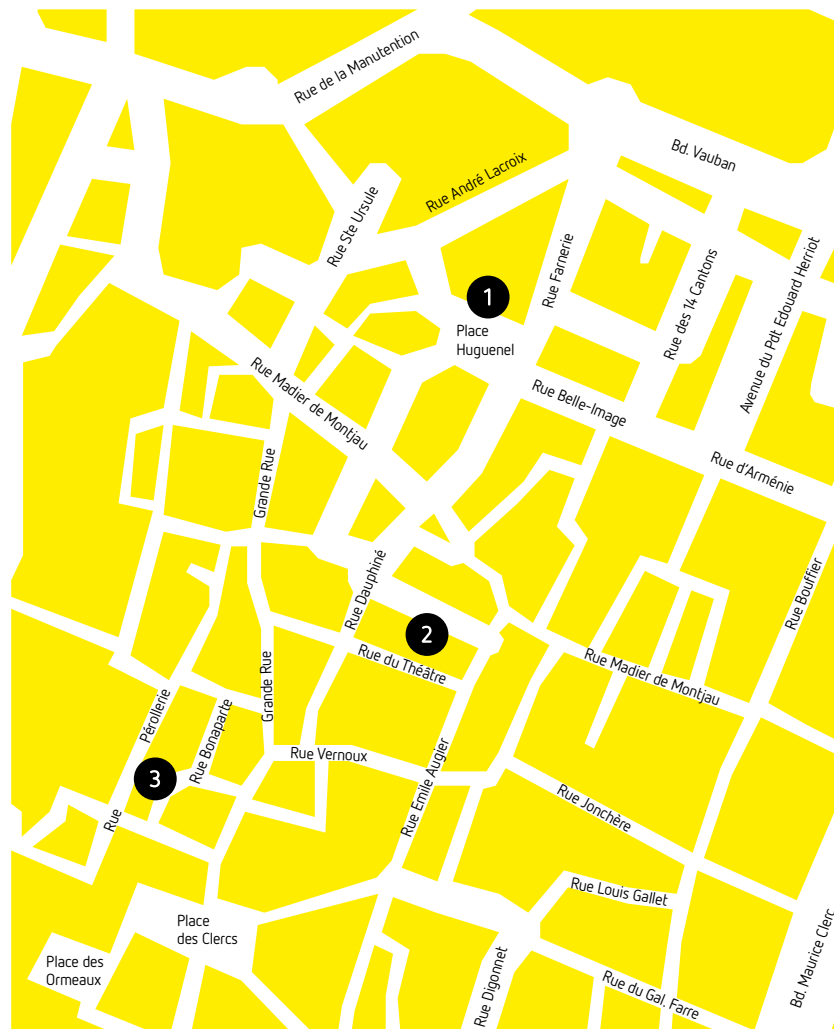 Rue de la Manutention
Bd. Vauban
Rue André Lacroix
Rue Ste Ursule
Rue Farnerie
Rue des 14 Cantons
Avenue du Pdt Edouard Herriot
1
Place
Huguenel
Rue Madier de Montjau
Rue Belle-Image
Rue d'Arménie
Grande Rue
Rue Dauphiné
Rue Bouffier
2
Rue du Théâtre
Rue Madier de Montjau
Grande Rue
Rue Pérollerie
Rue Bonaparte
Rue Vernoux
3
Rue Emile Augier
Rue Jonchère
Rue Louis Gallet
Place
des Clercs
Place des
Ormeaux
Rue Digonnet
Rue du Gal. Farre
Bd. Maurice Clerc